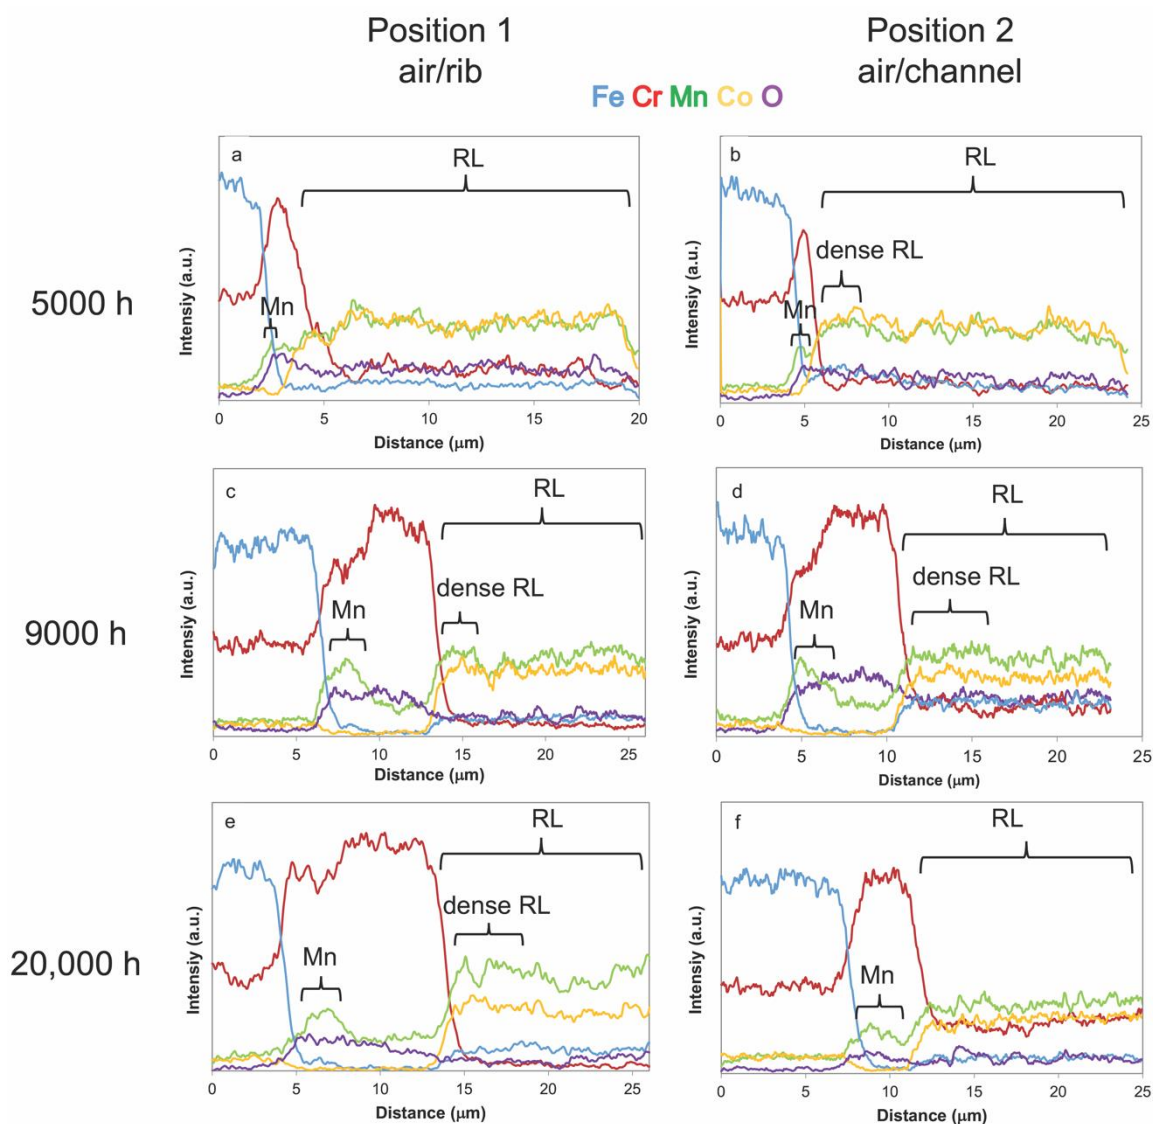 Position 1
air/rib
Position 2
air/channel
Fe Cr Mn Co O
5000 h
a
RL
Mn
Intensiy (a.u.)
0 5 10 15 20
Distance (μm)
b
RL
dense RL
Mn
Intensiy (a.u.)
0 5 10 15 20 25
Distance (μm)
9000 h
c
RL
dense RL
Mn
Intensiy (a.u.)
0 5 10 15 20 25
Distance (μm)
d
RL
dense RL
Mn
Intensiy (a.u.)
0 5 10 15 20 25
Distance (μm)
20,000 h
e
RL
dense RL
Mn
Intensiy (a.u.)
0 5 10 15 20 25
Distance (μm)
f
RL
Mn
Intensiy (a.u.)
0 5 10 15 20 25
Distance (μm)